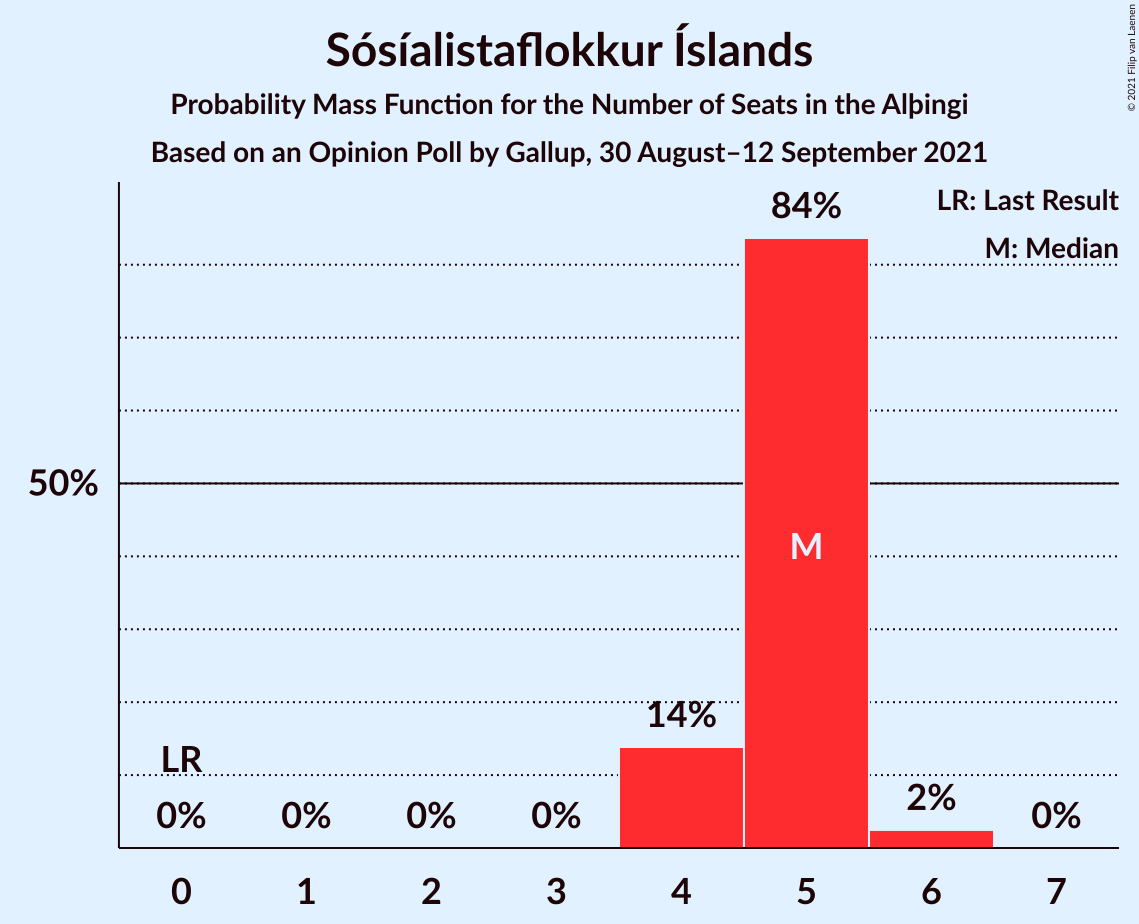 Sósíalistaflokkur Íslands
Probability Mass Function for the Number of Seats in the Alþingi
Based on an Opinion Poll by Gallup, 30 August–12 September 2021
© 2021 Filip van Laenen
LR: Last Result
M: Median
84%
50%
M
14%
LR
2%
0% 0% 0% 0% 0%
0 1 2 3 4 5 6 7